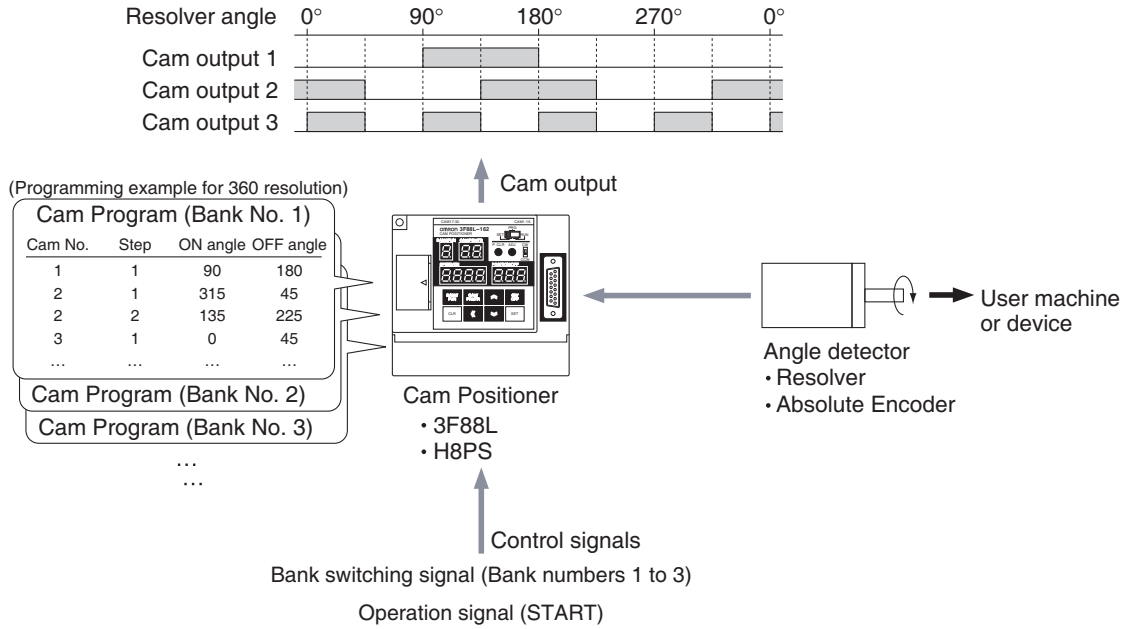 Resolver angle 0° 90° 180° 270° 0°
Cam output 1
Cam output 2
Cam output 3
Cam output
(Programming example for 360 resolution)
Cam Program (Bank No. 1)
Cam No. Step ON angle OFF angle
1 1 90 180
2 1 315 45
2 2 135 225
3 1 0 45
… … … …
Cam Program (Bank No. 2)
Cam Program (Bank No. 3)
…
…
omron 3F88L-162
CAM POSITIONER
CLR
SET
Cam Positioner
• 3F88L
• H8PS
Angle detector
• Resolver
• Absolute Encoder
User machine
or device
Control signals
Bank switching signal (Bank numbers 1 to 3)
Operation signal (START)